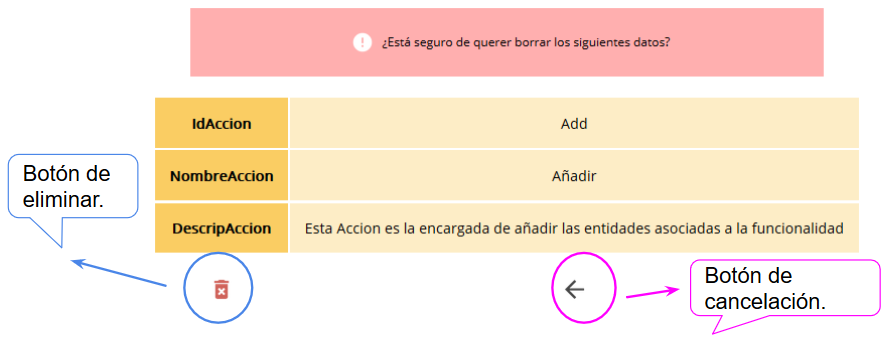 ¿Está seguro de querer borrar los siguientes datos?
IdAccion Add
NombreAccion Añadir
DescripAccion Esta Accion es la encargada de añadir las entidades asociadas a la funcionalidad
Botón de
eliminar.
Botón de
cancelación.